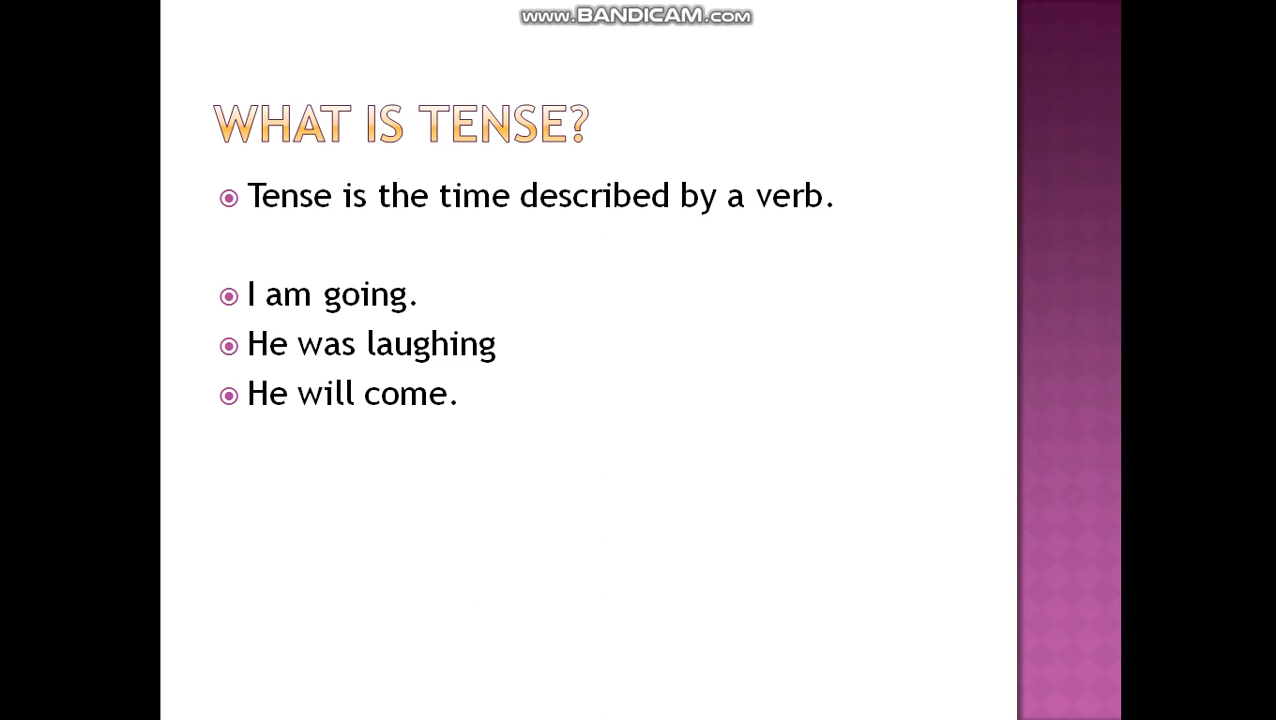 www.BANDICAM.com
WHAT IS TENSE?
Tense is the time described by a verb.
I am going.
He was laughing
He will come.